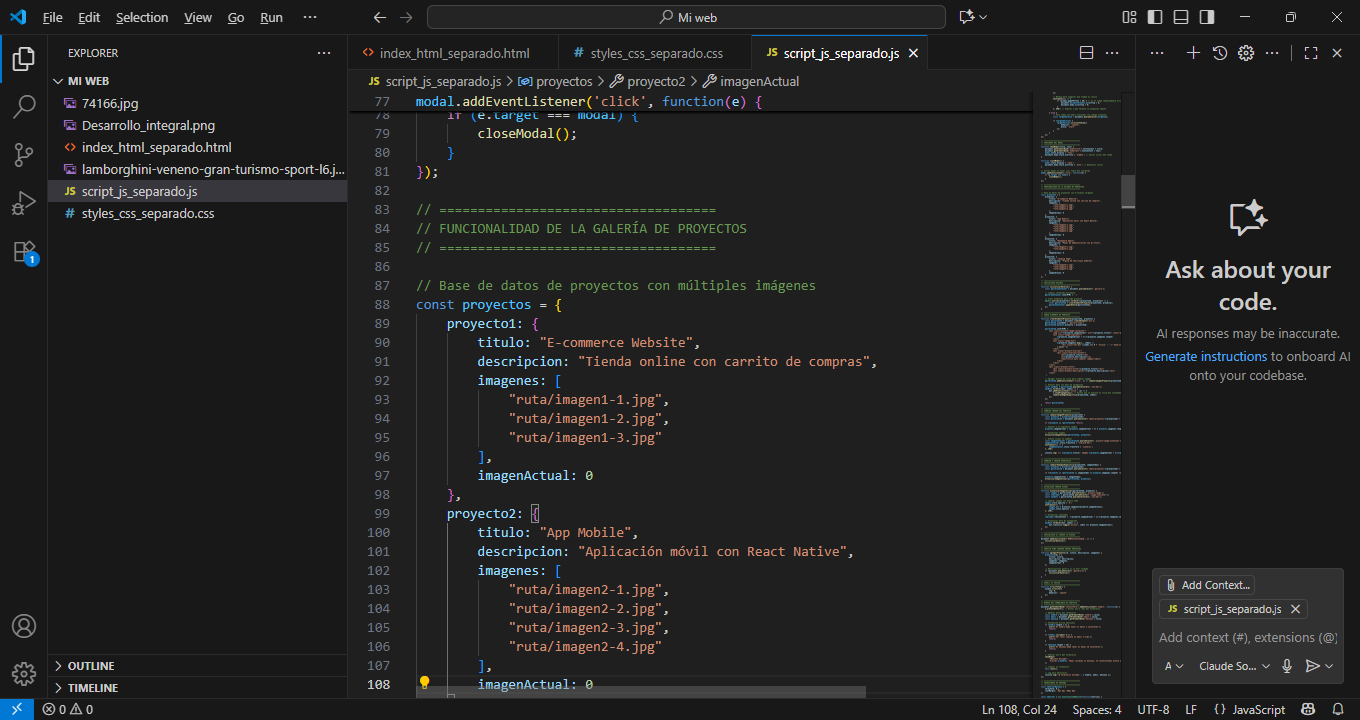 File Edit Selection View Go Run ···
Mi web
EXPLORER
MI WEB
74166.jpg
Desarrollo_integral.png
index_html_separado.html
lamborghini-veneno-gran-turismo-sport-l6.j...
JS script_js_separado.js
# styles_css_separado.css
OUTLINE
TIMELINE
1
index_html_separado.html
# styles_css_separado.css
JS script_js_separado.js
JS script_js_separado.js > proyectos > proyecto2 > imagenActual
77 modal.addEventListener('click', function(e) {
78 if (e.target === modal) {
79 closeModal();
80 }
81 });
82
83 // ====================================
84 // FUNCIONALIDAD DE LA GALERÍA DE PROYECTOS
85 // ====================================
86
87 // Base de datos de proyectos con múltiples imágenes
88 const proyectos = {
89 proyecto1: {
90 titulo: "E-commerce Website",
91 descripcion: "Tienda online con carrito de compras",
92 imagenes: [
93 "ruta/imagen1-1.jpg",
94 "ruta/imagen1-2.jpg",
95 "ruta/imagen1-3.jpg"
96 ],
97 imagenActual: 0
98 },
99 proyecto2: {
100 titulo: "App Mobile",
101 descripcion: "Aplicación móvil con React Native",
102 imagenes: [
103 "ruta/imagen2-1.jpg",
104 "ruta/imagen2-2.jpg",
105 "ruta/imagen2-3.jpg",
106 "ruta/imagen2-4.jpg"
107 ],
108 imagenActual: 0
Ask about your
code.
AI responses may be inaccurate.
Generate instructions to onboard AI
onto your codebase.
Add Context...
JS script_js_separado.js
Add context (#), extensions (@)
A
Claude So...
0 0
Ln 108, Col 24 Spaces: 4 UTF-8 LF {} JavaScript